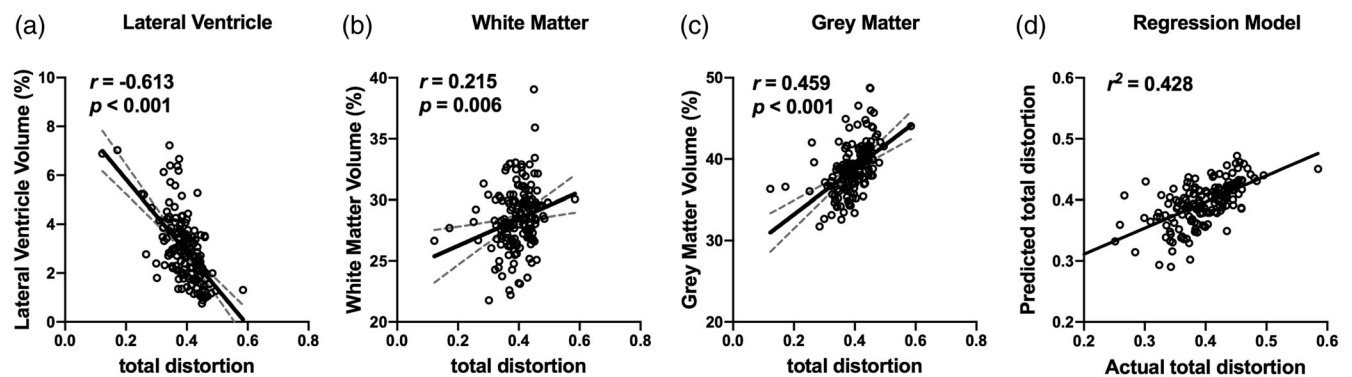 (a) Lateral Ventricle
r = -0.613
p < 0.001
Lateral Ventricle Volume (%)
10
8
6
4
2
0
0.0 0.2 0.4 0.6 0.8
total distortion
(b) White Matter
r = 0.215
p = 0.006
White Matter Volume (%)
40
35
30
25
20
0.0 0.2 0.4 0.6 0.8
total distortion
(c) Grey Matter
r = 0.459
p < 0.001
Grey Matter Volume (%)
50
40
30
20
0.0 0.2 0.4 0.6 0.8
total distortion
(d) Regression Model
r² = 0.428
Predicted total distortion
0.6
0.5
0.4
0.3
0.2
0.2 0.3 0.4 0.5 0.6
Actual total distortion